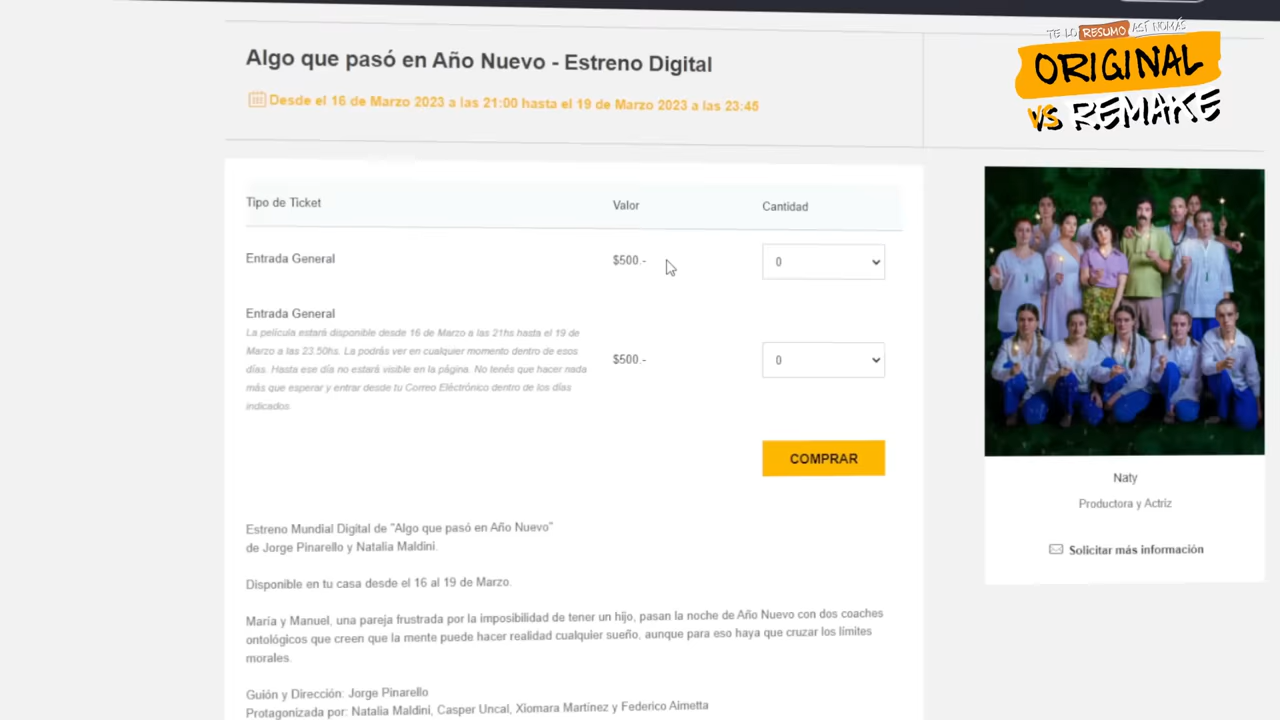 TE LO RESUMO ASÍ NOMÁS
ORIGINAL
VS REMAKE
Algo que pasó en Año Nuevo - Estreno Digital
Desde el 16 de Marzo 2023 a las 21:00 hasta el 19 de Marzo 2023 a las 23:45
Tipo de Ticket Valor Cantidad
Entrada General $500.- 0
Entrada General
La película estará disponible desde 16 de Marzo a las 21hs hasta el 19 de
Marzo a las 23.50hs. La podrás ver en cualquier momento dentro de esos
días. Hasta ese día no estará visible en la página. No tenés que hacer nada
más que esperar y entrar desde tu Correo Eléctrónico dentro de los días
indicados.
$500.- 0
COMPRAR
Naty
Productora y Actriz
Solicitar más información
Estreno Mundial Digital de "Algo que pasó en Año Nuevo"
de Jorge Pinarello y Natalia Maldini.
Disponible en tu casa desde el 16 al 19 de Marzo.
María y Manuel, una pareja frustrada por la imposibilidad de tener un hijo, pasan la noche de Año Nuevo con dos coaches
ontológicos que creen que la mente puede hacer realidad cualquier sueño, aunque para eso haya que cruzar los límites
morales.
Guión y Dirección: Jorge Pinarello
Protagonizada por: Natalia Maldini, Casper Uncal, Xiomara Martínez y Federico Aimetta